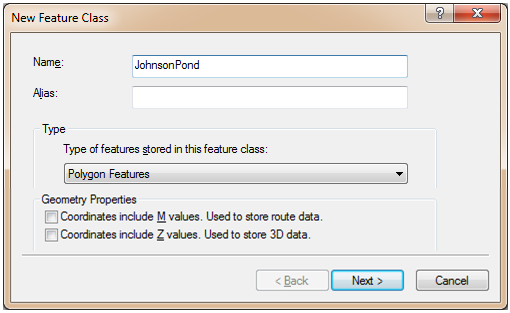 New Feature Class
Name: JohnsonPond
Alias:
Type
Type of features stored in this feature class:
Polygon Features
Geometry Properties
Coordinates include M values. Used to store route data.
Coordinates include Z values. Used to store 3D data.
< Back Next > Cancel